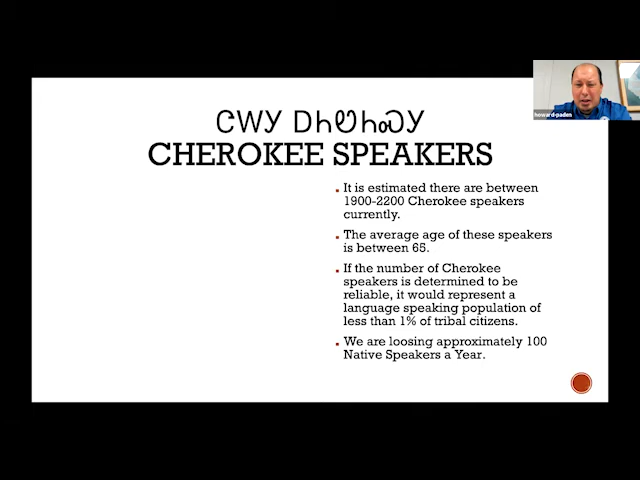 ᏣᎳᎩ ᎠᏂᏬᏂᏍᎩ
CHEROKEE SPEAKERS
It is estimated there are between
1900-2200 Cherokee speakers
currently.
The average age of these speakers
is between 65.
If the number of Cherokee
speakers is determined to be
reliable, it would represent a
language speaking population of
less than 1% of tribal citizens.
We are loosing approximately 100
Native Speakers a Year.
howard-paden